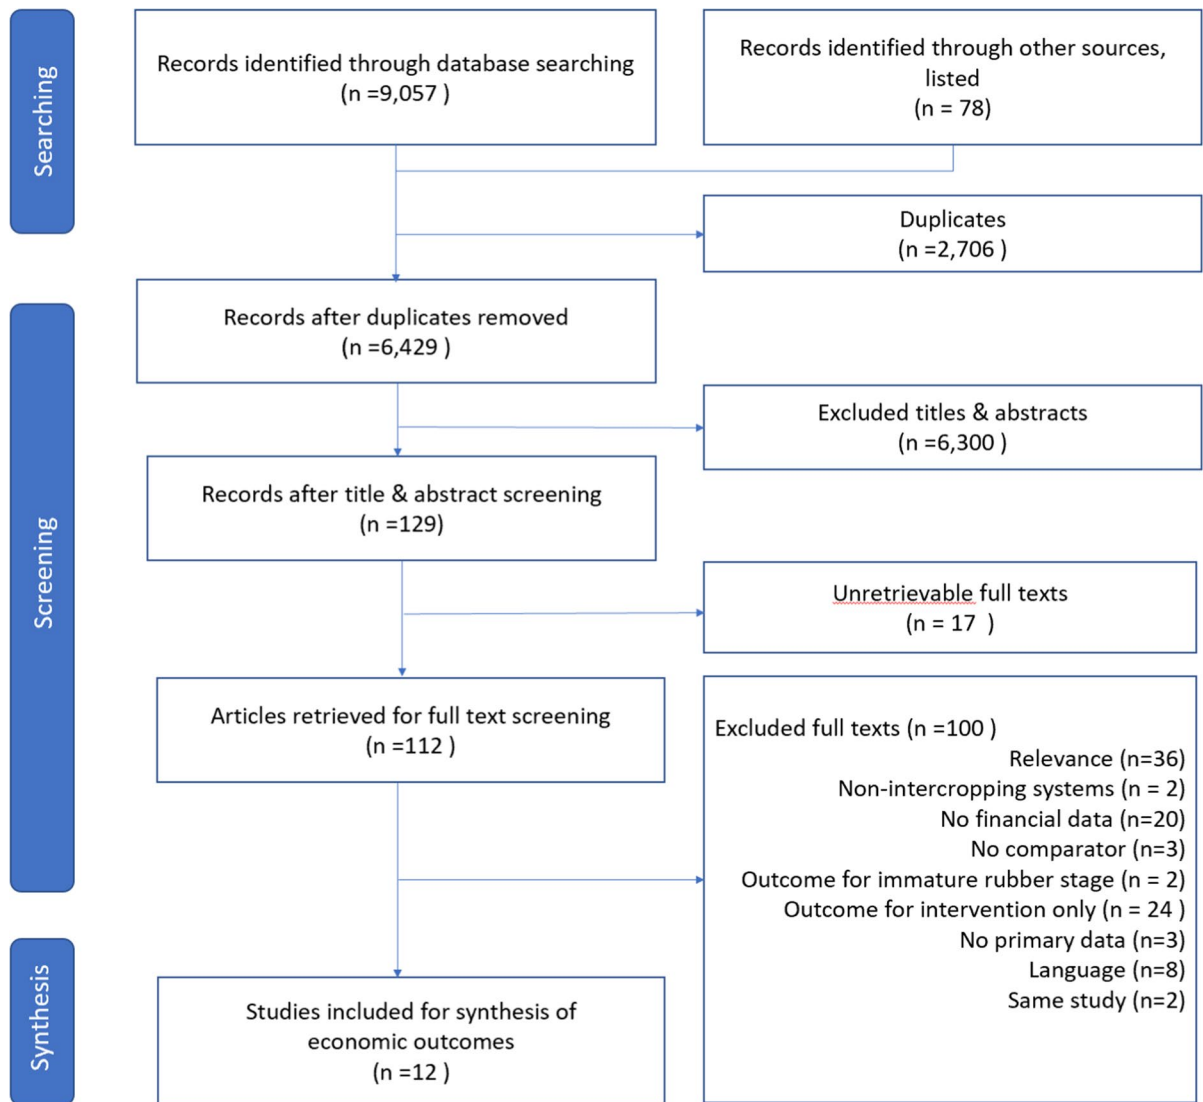 Searching
Records identified through database searching
(n =9,057 )
Records identified through other sources,
listed
(n = 78)
Duplicates
(n =2,706 )
Screening
Records after duplicates removed
(n =6,429 )
Excluded titles & abstracts
(n =6,300 )
Records after title & abstract screening
(n =129)
Unretrievable full texts
(n = 17  )
Articles retrieved for full text screening
(n =112 )
Excluded full texts (n =100 )
Relevance (n=36)
Non-intercropping systems (n = 2)
No financial data (n=20)
No comparator (n=3)
Outcome for immature rubber stage (n = 2)
Outcome for intervention only (n = 24 )
No primary data (n=3)
Language (n=8)
Same study (n=2)
Synthesis
Studies included for synthesis of
economic outcomes
(n =12 )